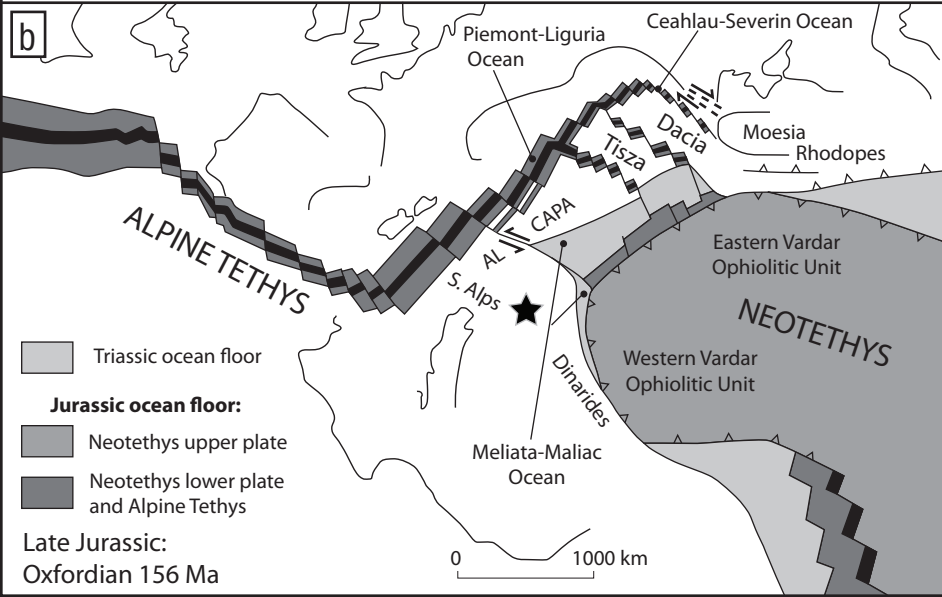 b
Piemont-Liguria
Ocean
Ceahlau-Severin Ocean
Moesia
Rhodopes
Dacia
Tisza
CAPA
AL
S. Alps
ALPINE TETHYS
Eastern Vardar
Ophiolitic Unit
NEOTETHYS
Western Vardar
Ophiolitic Unit
Dinarides
Meliata-Maliac
Ocean
Triassic ocean floor
Jurassic ocean floor:
Neotethys upper plate
Neotethys lower plate
and Alpine Tethys
Late Jurassic:
Oxfordian 156 Ma
0 1000 km